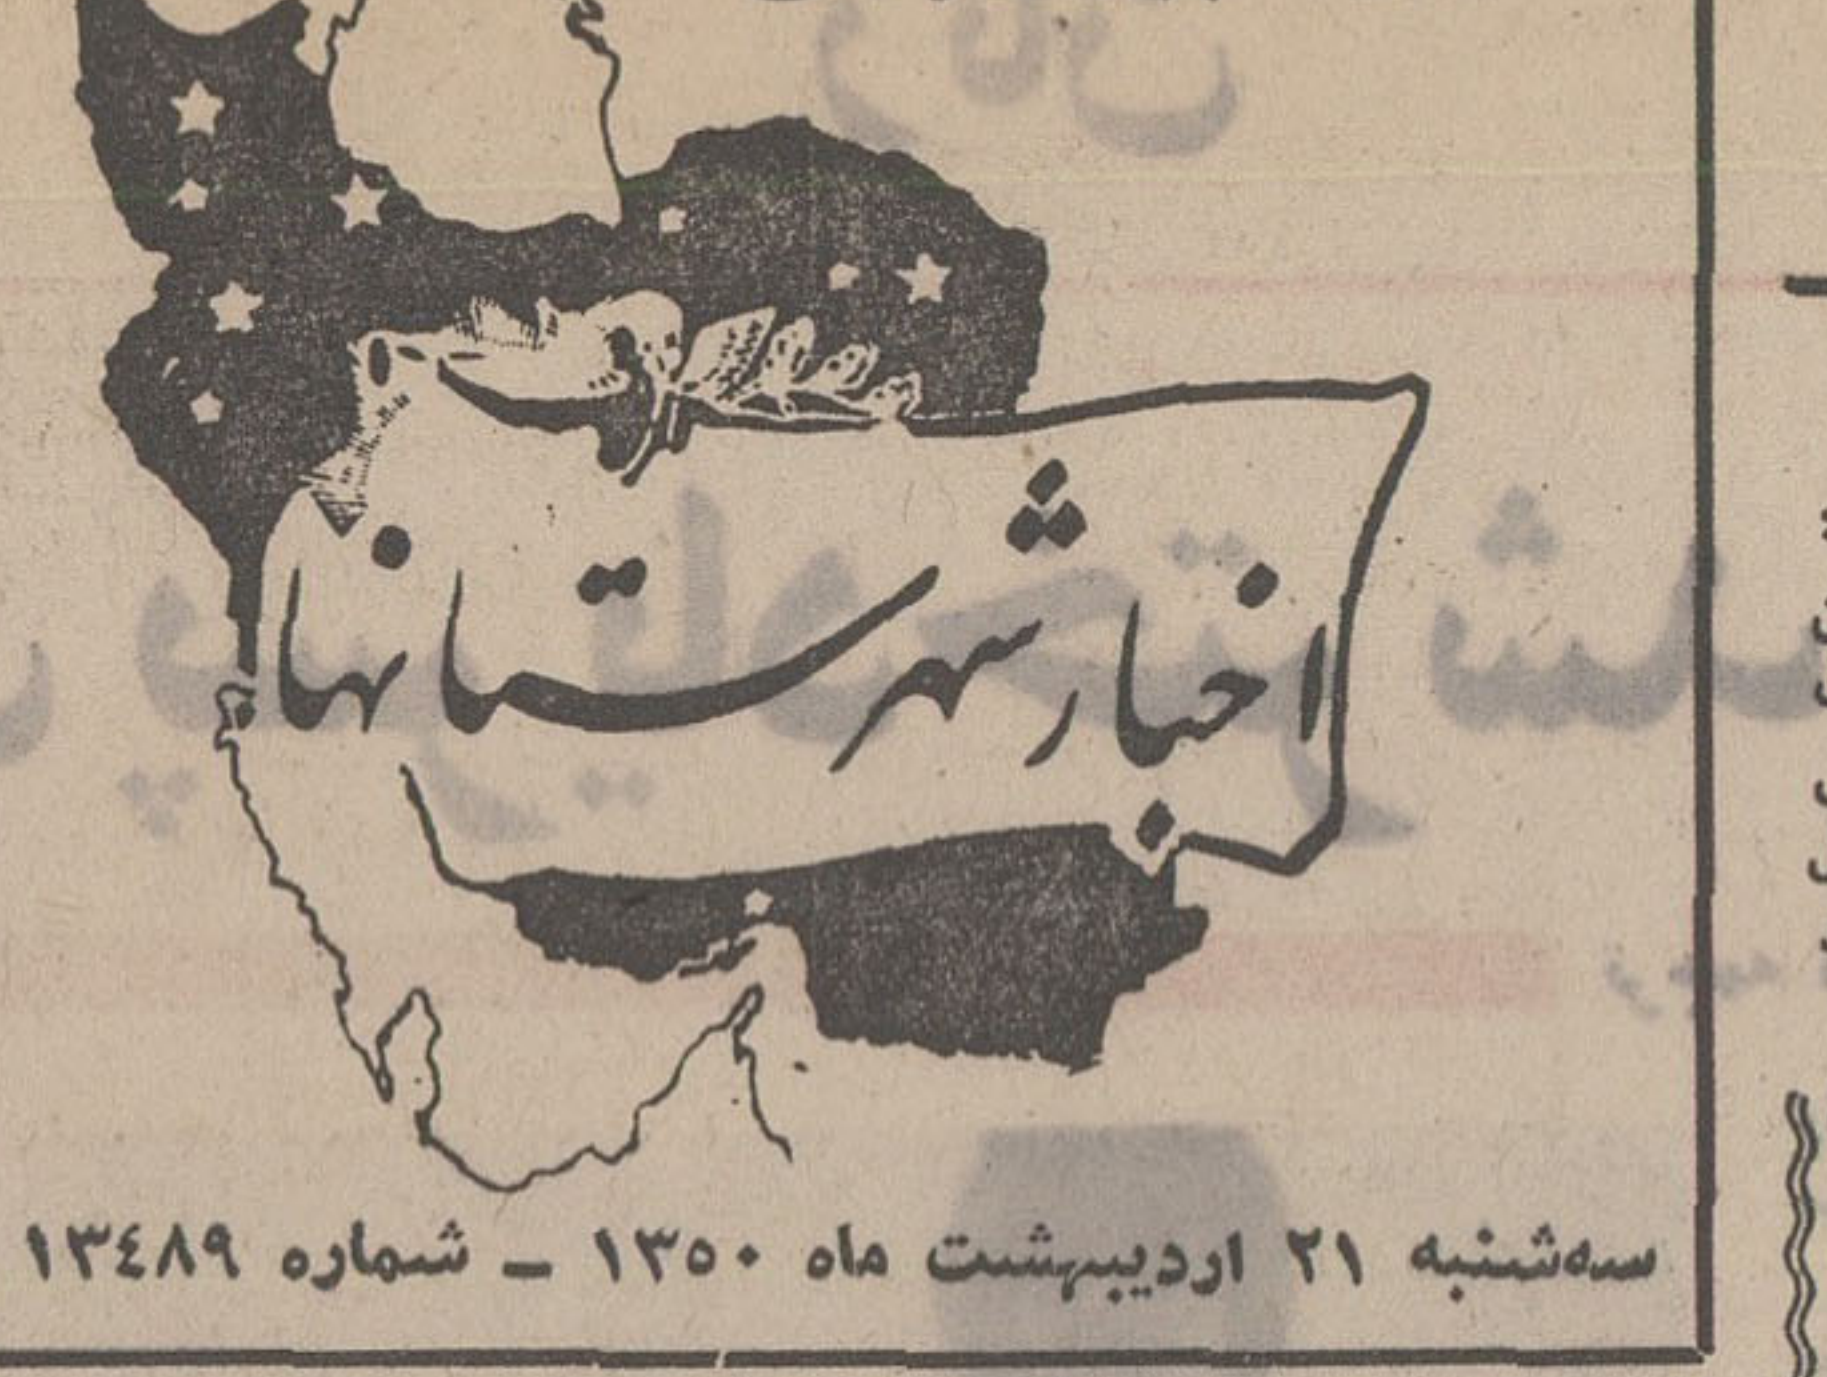 اخبار شهرستانها
سه‌شنبه ۲۱ اردیبهشت ماه ۱۳۵۰ – شماره ۱۳۴۸۹